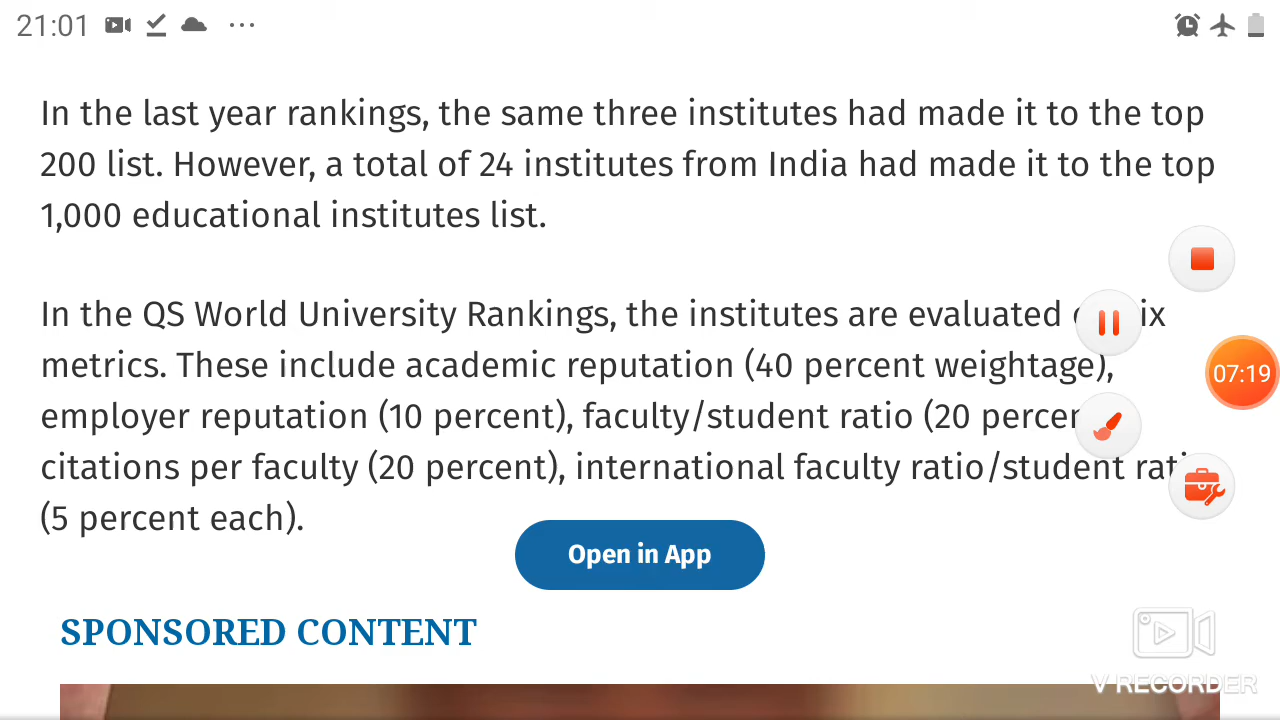 21:01
In the last year rankings, the same three institutes had made it to the top
200 list. However, a total of 24 institutes from India had made it to the top
1,000 educational institutes list.
In the QS World University Rankings, the institutes are evaluated
metrics. These include academic reputation (40 percent weightage),
employer reputation (10 percent), faculty/student ratio (20
citations per faculty (20 percent), international faculty ratio/student
(5 percent each).
07:19
Open in App
SPONSORED CONTENT
V RECORDER